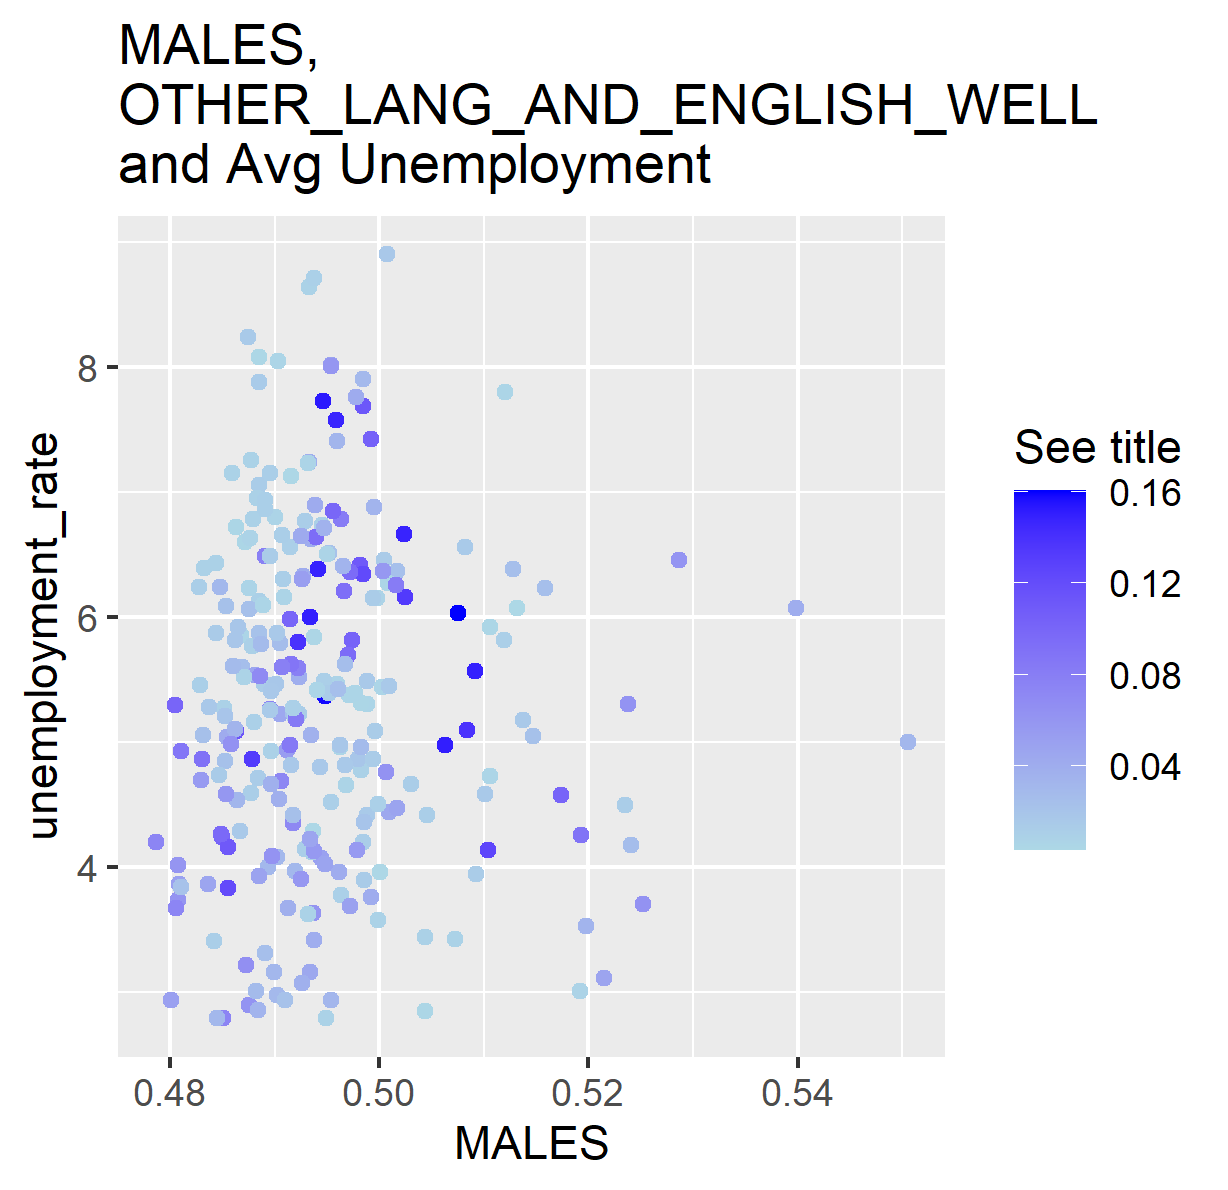 MALES,
OTHER_LANG_AND_ENGLISH_WELL
and Avg Unemployment
unemployment_rate
8
6
4
0.48
0.50
0.52
0.54
MALES
See title
0.16
0.12
0.08
0.04